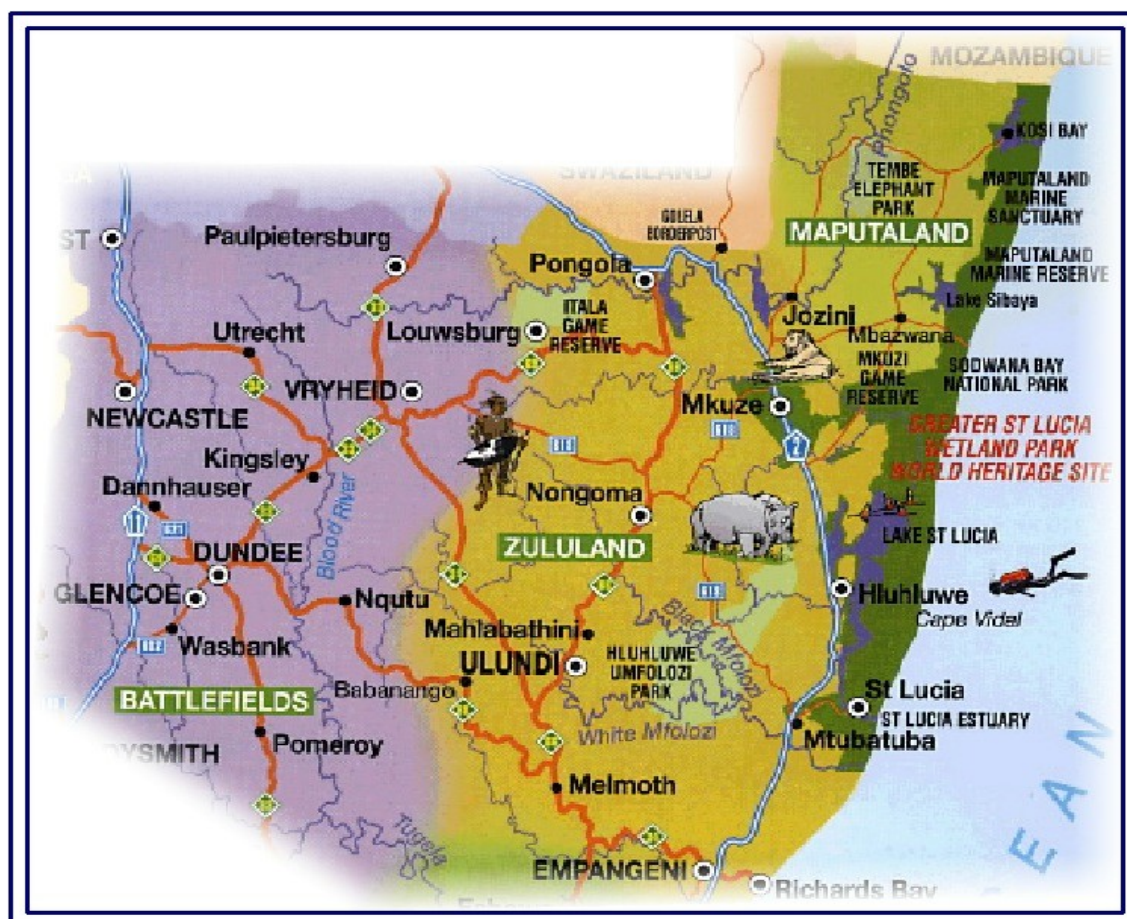 MOZAMBIQUE
Phongolo
KOSI BAY
TEMBE
ELEPHANT
PARK
MAPUTALAND
MARINE
SANCTUARY
SWAZILAND
GOLELA
BORDERPOST
MAPUTALAND
MAPUTALAND
MARINE RESERVE
Paulpietersburg
Pongola
Lake Sibaya
Jozini
Mbazwana
Utrecht
Louwsburg
ITALA
GAME
RESERVE
MKUZI
GAME
RESERVE
SODWANA BAY
NATIONAL PARK
VRYHEID
NEWCASTLE
Mkuze
GREATER ST LUCIA
WETLAND PARK
WORLD HERITAGE SITE
2
Kingsley
Dannhauser
Blood River
Nongoma
11
LAKE ST LUCIA
ZULULAND
DUNDEE
GLENCOE
Nqutu
Hluhluwe
Cape Vidal
Wasbank
Mahlabathini
Black Mfolozi
ULUNDI
HLUHLUWE
UMFOLOZI
PARK
Babanango
BATTLEFIELDS
St Lucia
ST LUCIA ESTUARY
White Mfolozi
Mtubatuba
DYSMITH
Pomeroy
Melmoth
Tugela
EMPANGENI
Richards Bay
E A N